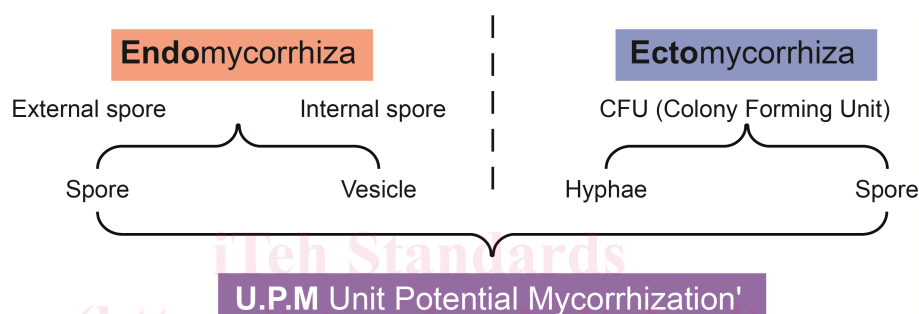 Endomycorrhiza
Ectomycorrhiza
External spore
Internal spore
CFU (Colony Forming Unit)
Spore
Vesicle
Hyphae
Spore
iTeh Standards
U.P.M Unit Potential Mycorrhization'